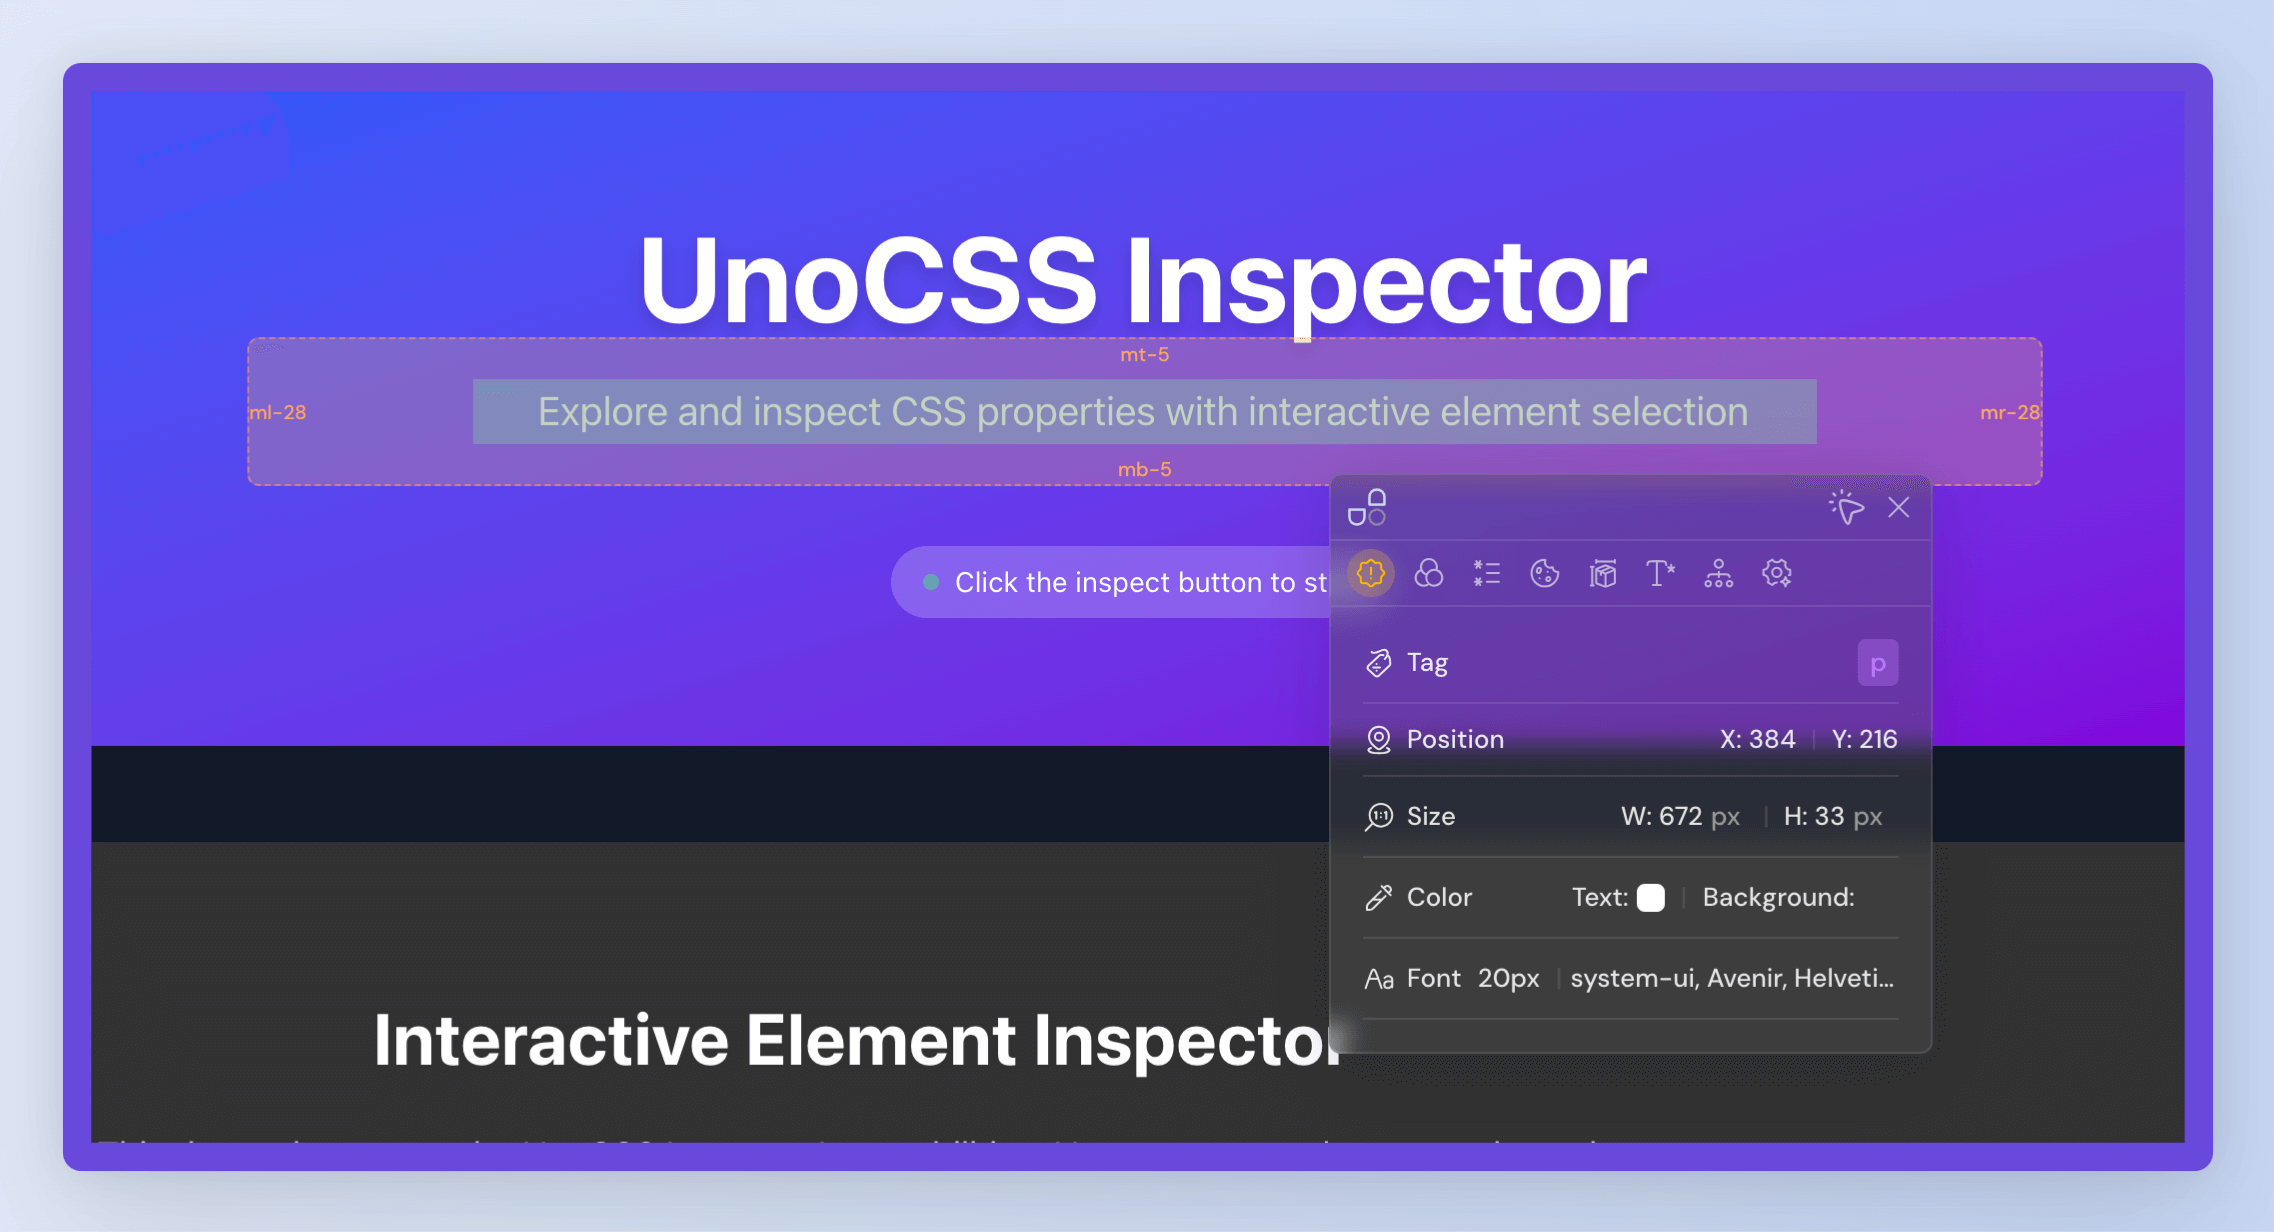 UnoCSS Inspector
mt-5
ml-28
Explore and inspect CSS properties with interactive element selection
mr-28
mb-5
Click the inspect button to st
Tag p
Position X: 384 Y: 216
Size W: 672 px H: 33 px
Color Text: Background:
Aa Font 20px system-ui, Avenir, Helveti...
Interactive Element Inspector